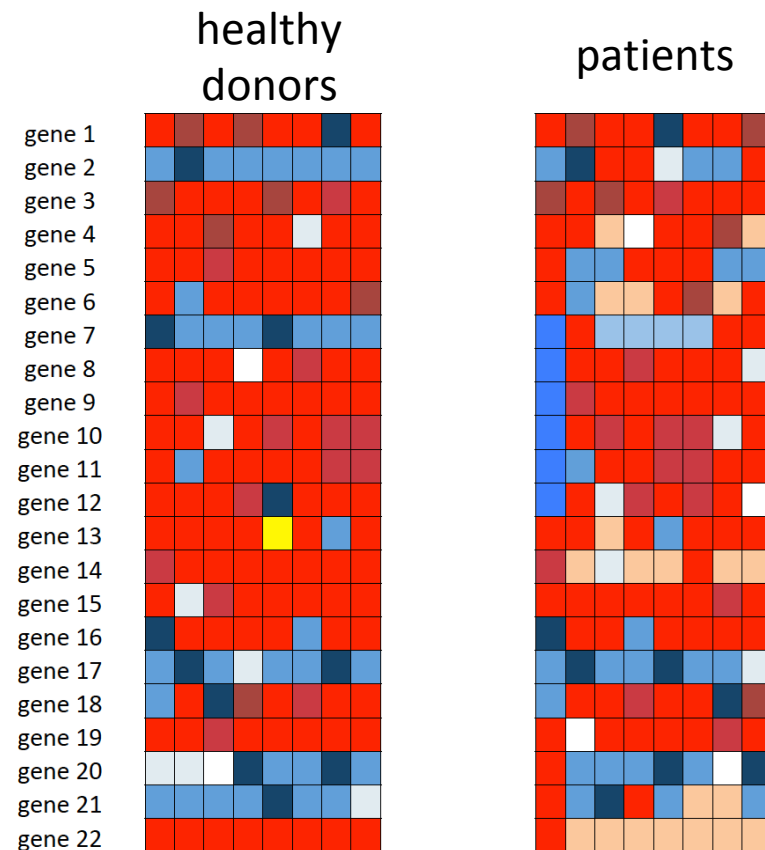 healthy
donors
patients
gene 1
gene 2
gene 3
gene 4
gene 5
gene 6
gene 7
gene 8
gene 9
gene 10
gene 11
gene 12
gene 13
gene 14
gene 15
gene 16
gene 17
gene 18
gene 19
gene 20
gene 21
gene 22